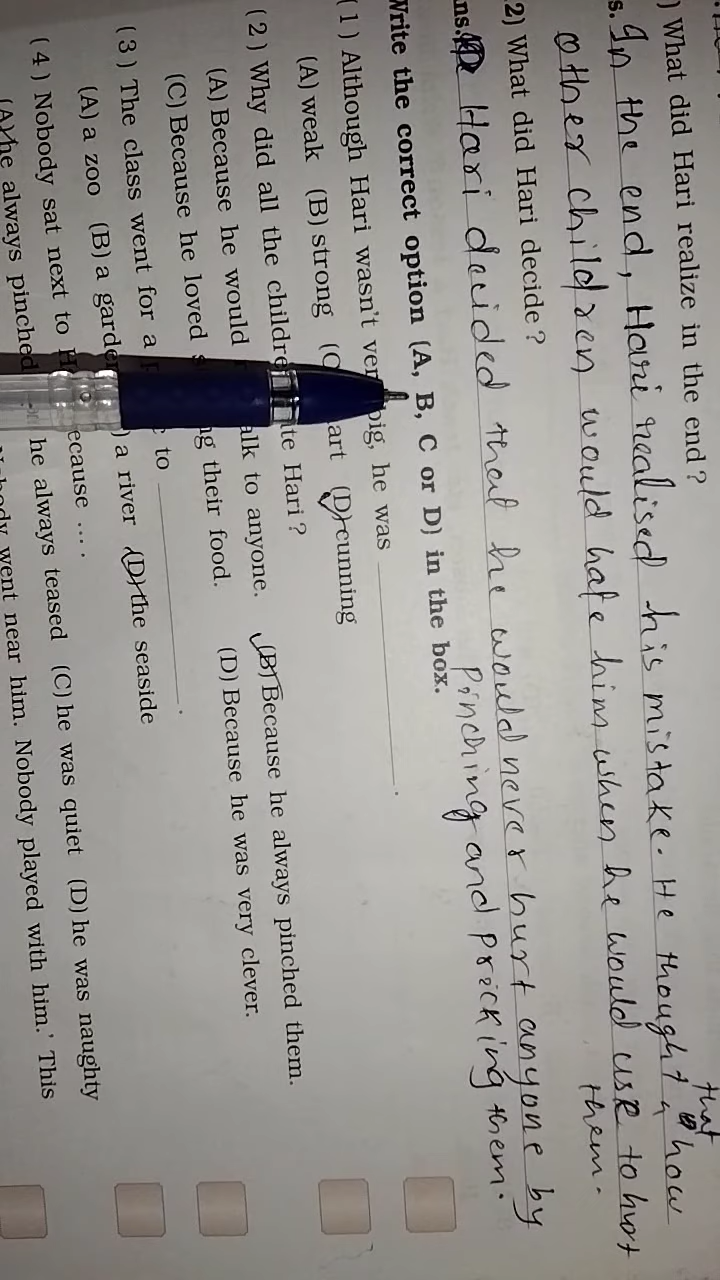 ) What did Hari realize in the end ?
that
s. In the end, Hari realised his mistake. He thought how
other children would hate him when he would use to hurt
them.
2) What did Hari decide ?
ns. Hari decided that he would never hurt anyone by
Pinching and Pricking them.
Write the correct option (A, B, C or D) in the box.
(1) Although Hari wasn't very big, he was ______.
(A) weak (B) strong (C art (D) cunning
(2) Why did all the childre te Hari ?
(A) Because he would alk to anyone. (B) Because he always pinched them.
(C) Because he loved ng their food. (D) Because he was very clever.
(3) The class went for a to ______.
(A) a zoo (B) a garde ) a river (D) the seaside
(4) Nobody sat next to ecause ....
(A) he always pinched he always teased (C) he was quiet (D) he was naughty
went near him. Nobody played with him.' This